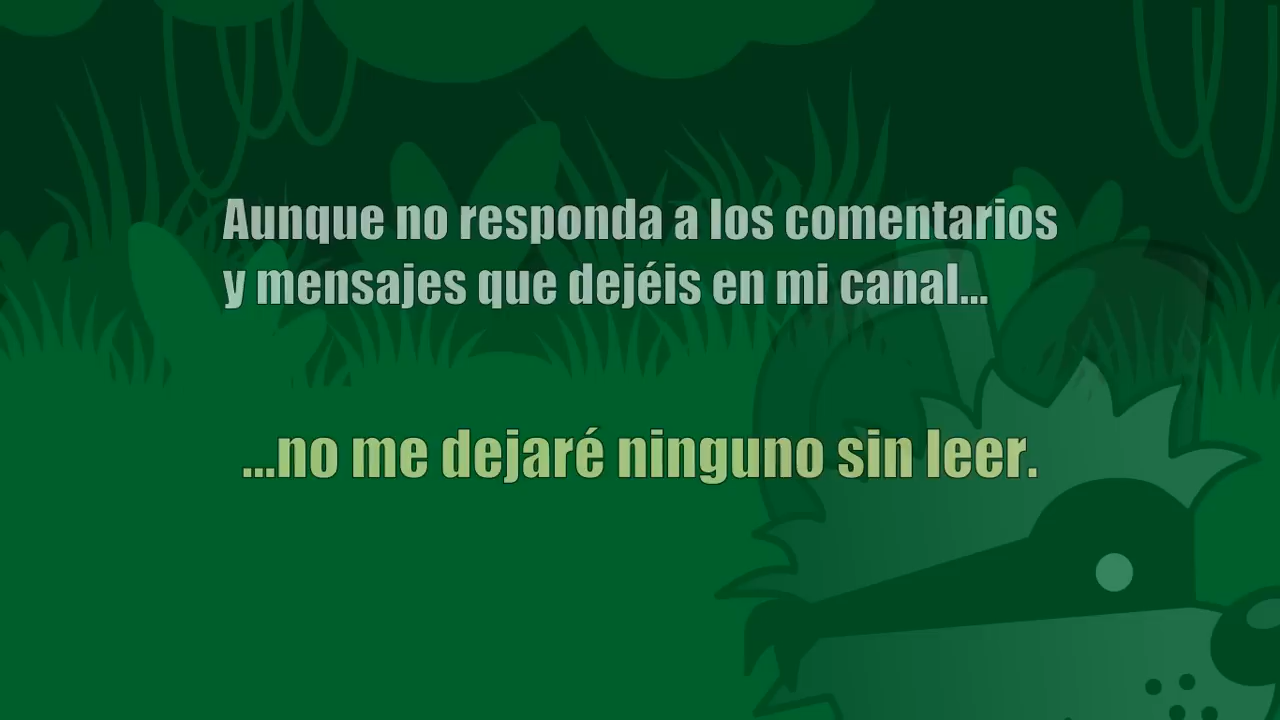 Aunque no responda a los comentarios
y mensajes que dejéis en mi canal...
...no me dejaré ninguno sin leer.